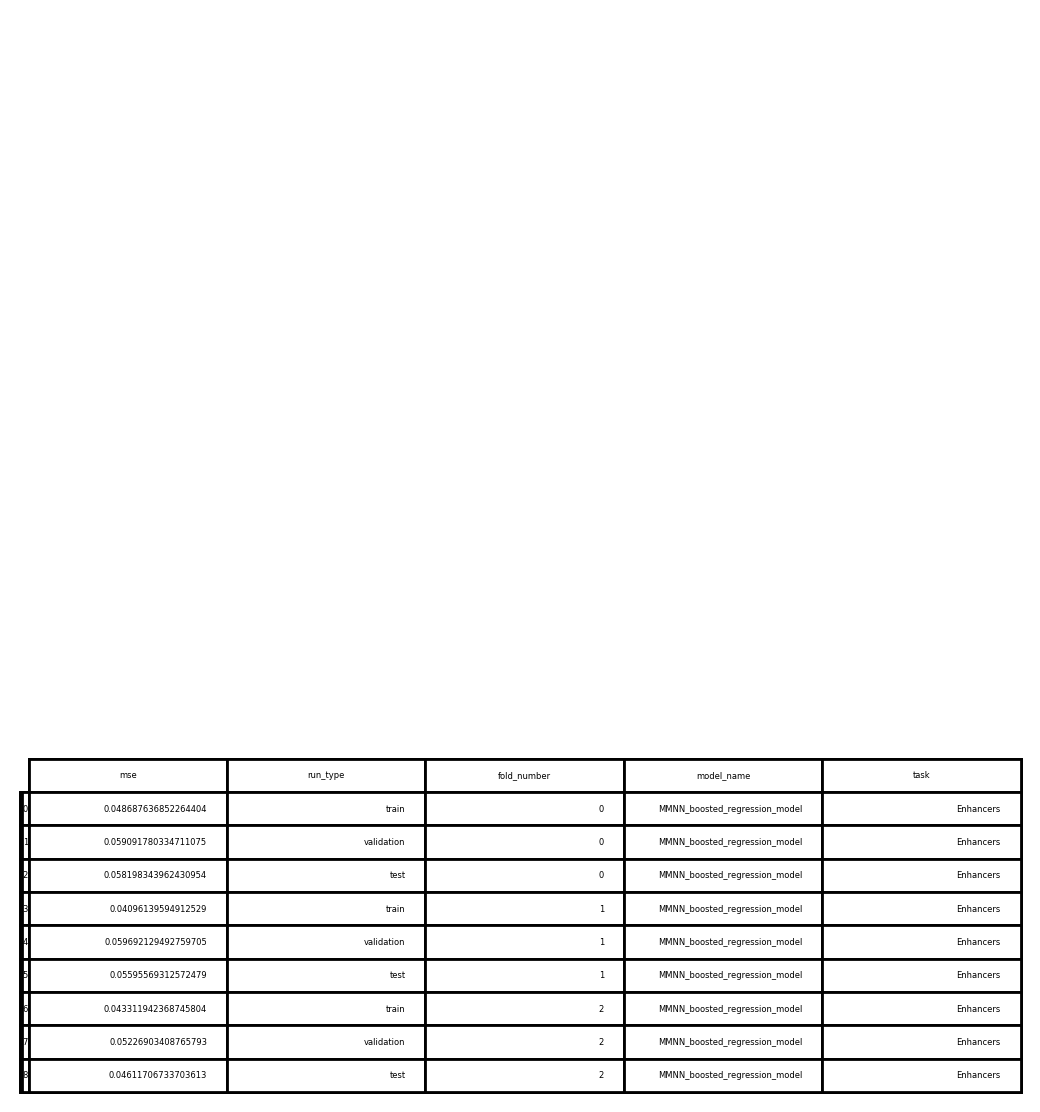 mse run_type fold_number model_name task
0 0.048687636852264404 train 0 MMNN_boosted_regression_model Enhancers
1 0.059091780334711075 validation 0 MMNN_boosted_regression_model Enhancers
2 0.058198343962430954 test 0 MMNN_boosted_regression_model Enhancers
3 0.04096139594912529 train 1 MMNN_boosted_regression_model Enhancers
4 0.059692129492759705 validation 1 MMNN_boosted_regression_model Enhancers
5 0.05595569312572479 test 1 MMNN_boosted_regression_model Enhancers
6 0.043311942368745804 train 2 MMNN_boosted_regression_model Enhancers
7 0.05226903408765793 validation 2 MMNN_boosted_regression_model Enhancers
8 0.04611706733703613 test 2 MMNN_boosted_regression_model Enhancers